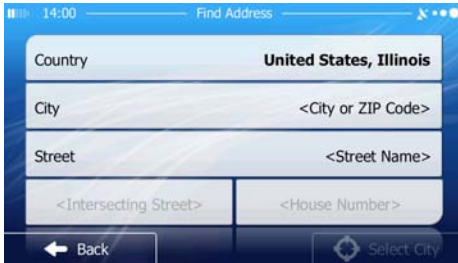 14:00 Find Address
Country United States, Illinois
City <City or ZIP Code>
Street <Street Name>
<Intersecting Street> <House Number>
Back Select City